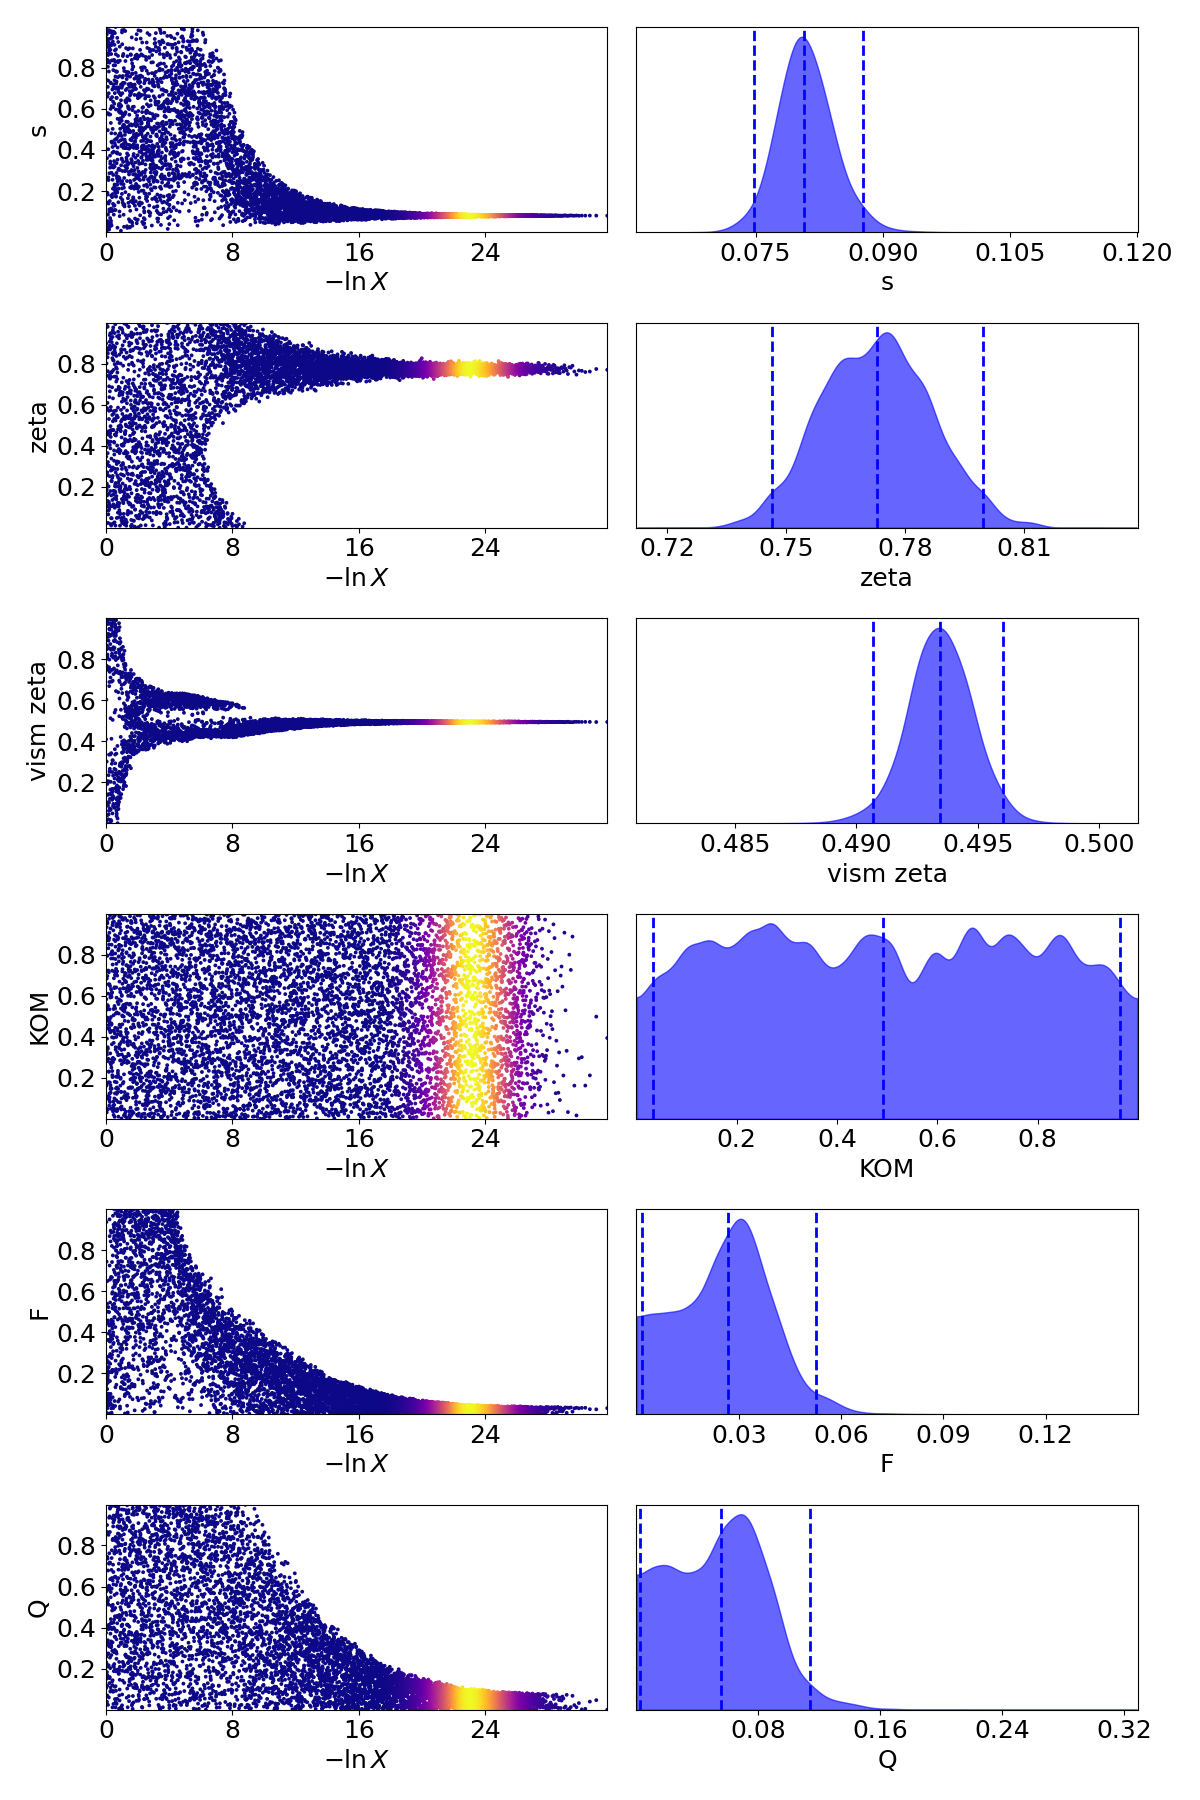 s
0.8
0.6
0.4
0.2
0 8 16 24
−ln X
0.075 0.090 0.105 0.120
s
zeta
0.8
0.6
0.4
0.2
0 8 16 24
−ln X
0.72 0.75 0.78 0.81
zeta
vism zeta
0.8
0.6
0.4
0.2
0 8 16 24
−ln X
0.485 0.490 0.495 0.500
vism zeta
KOM
0.8
0.6
0.4
0.2
0 8 16 24
−ln X
0.2 0.4 0.6 0.8
KOM
F
0.8
0.6
0.4
0.2
0 8 16 24
−ln X
0.03 0.06 0.09 0.12
F
Q
0.8
0.6
0.4
0.2
0 8 16 24
−ln X
0.08 0.16 0.24 0.32
Q